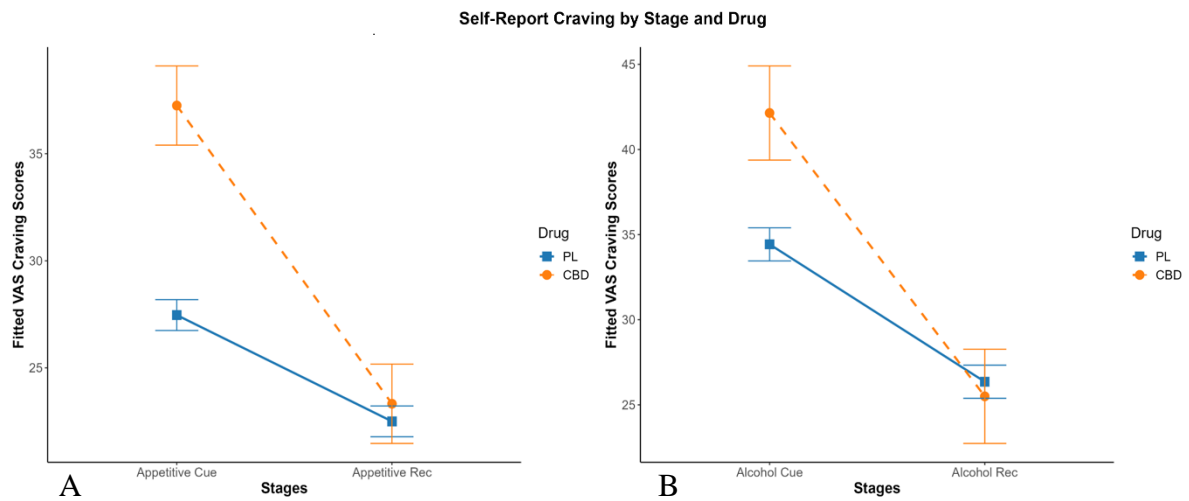 Self-Report Craving by Stage and Drug
Fitted VAS Craving Scores
35
30
25
Appetitive Cue
Appetitive Rec
Stages
A
Drug
PL
CBD
Fitted VAS Craving Scores
45
40
35
30
25
Alcohol Cue
Alcohol Rec
Stages
B
Drug
PL
CBD